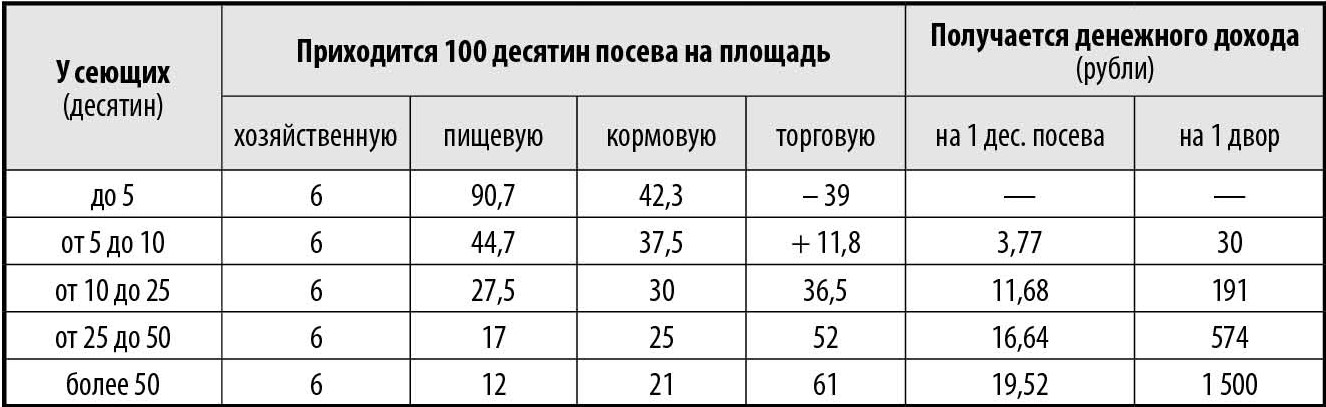 У сеющих (десятин) | Приходится 100 десятин посева на площадь | Получается денежного дохода (рубли)
хозяйственную | пищевую | кормовую | торговую | на 1 дес. посева | на 1 двор
до 5 | 6 | 90,7 | 42,3 | – 39 | — | —
от 5 до 10 | 6 | 44,7 | 37,5 | + 11,8 | 3,77 | 30
от 10 до 25 | 6 | 27,5 | 30 | 36,5 | 11,68 | 191
от 25 до 50 | 6 | 17 | 25 | 52 | 16,64 | 574
более 50 | 6 | 12 | 21 | 61 | 19,52 | 1 500